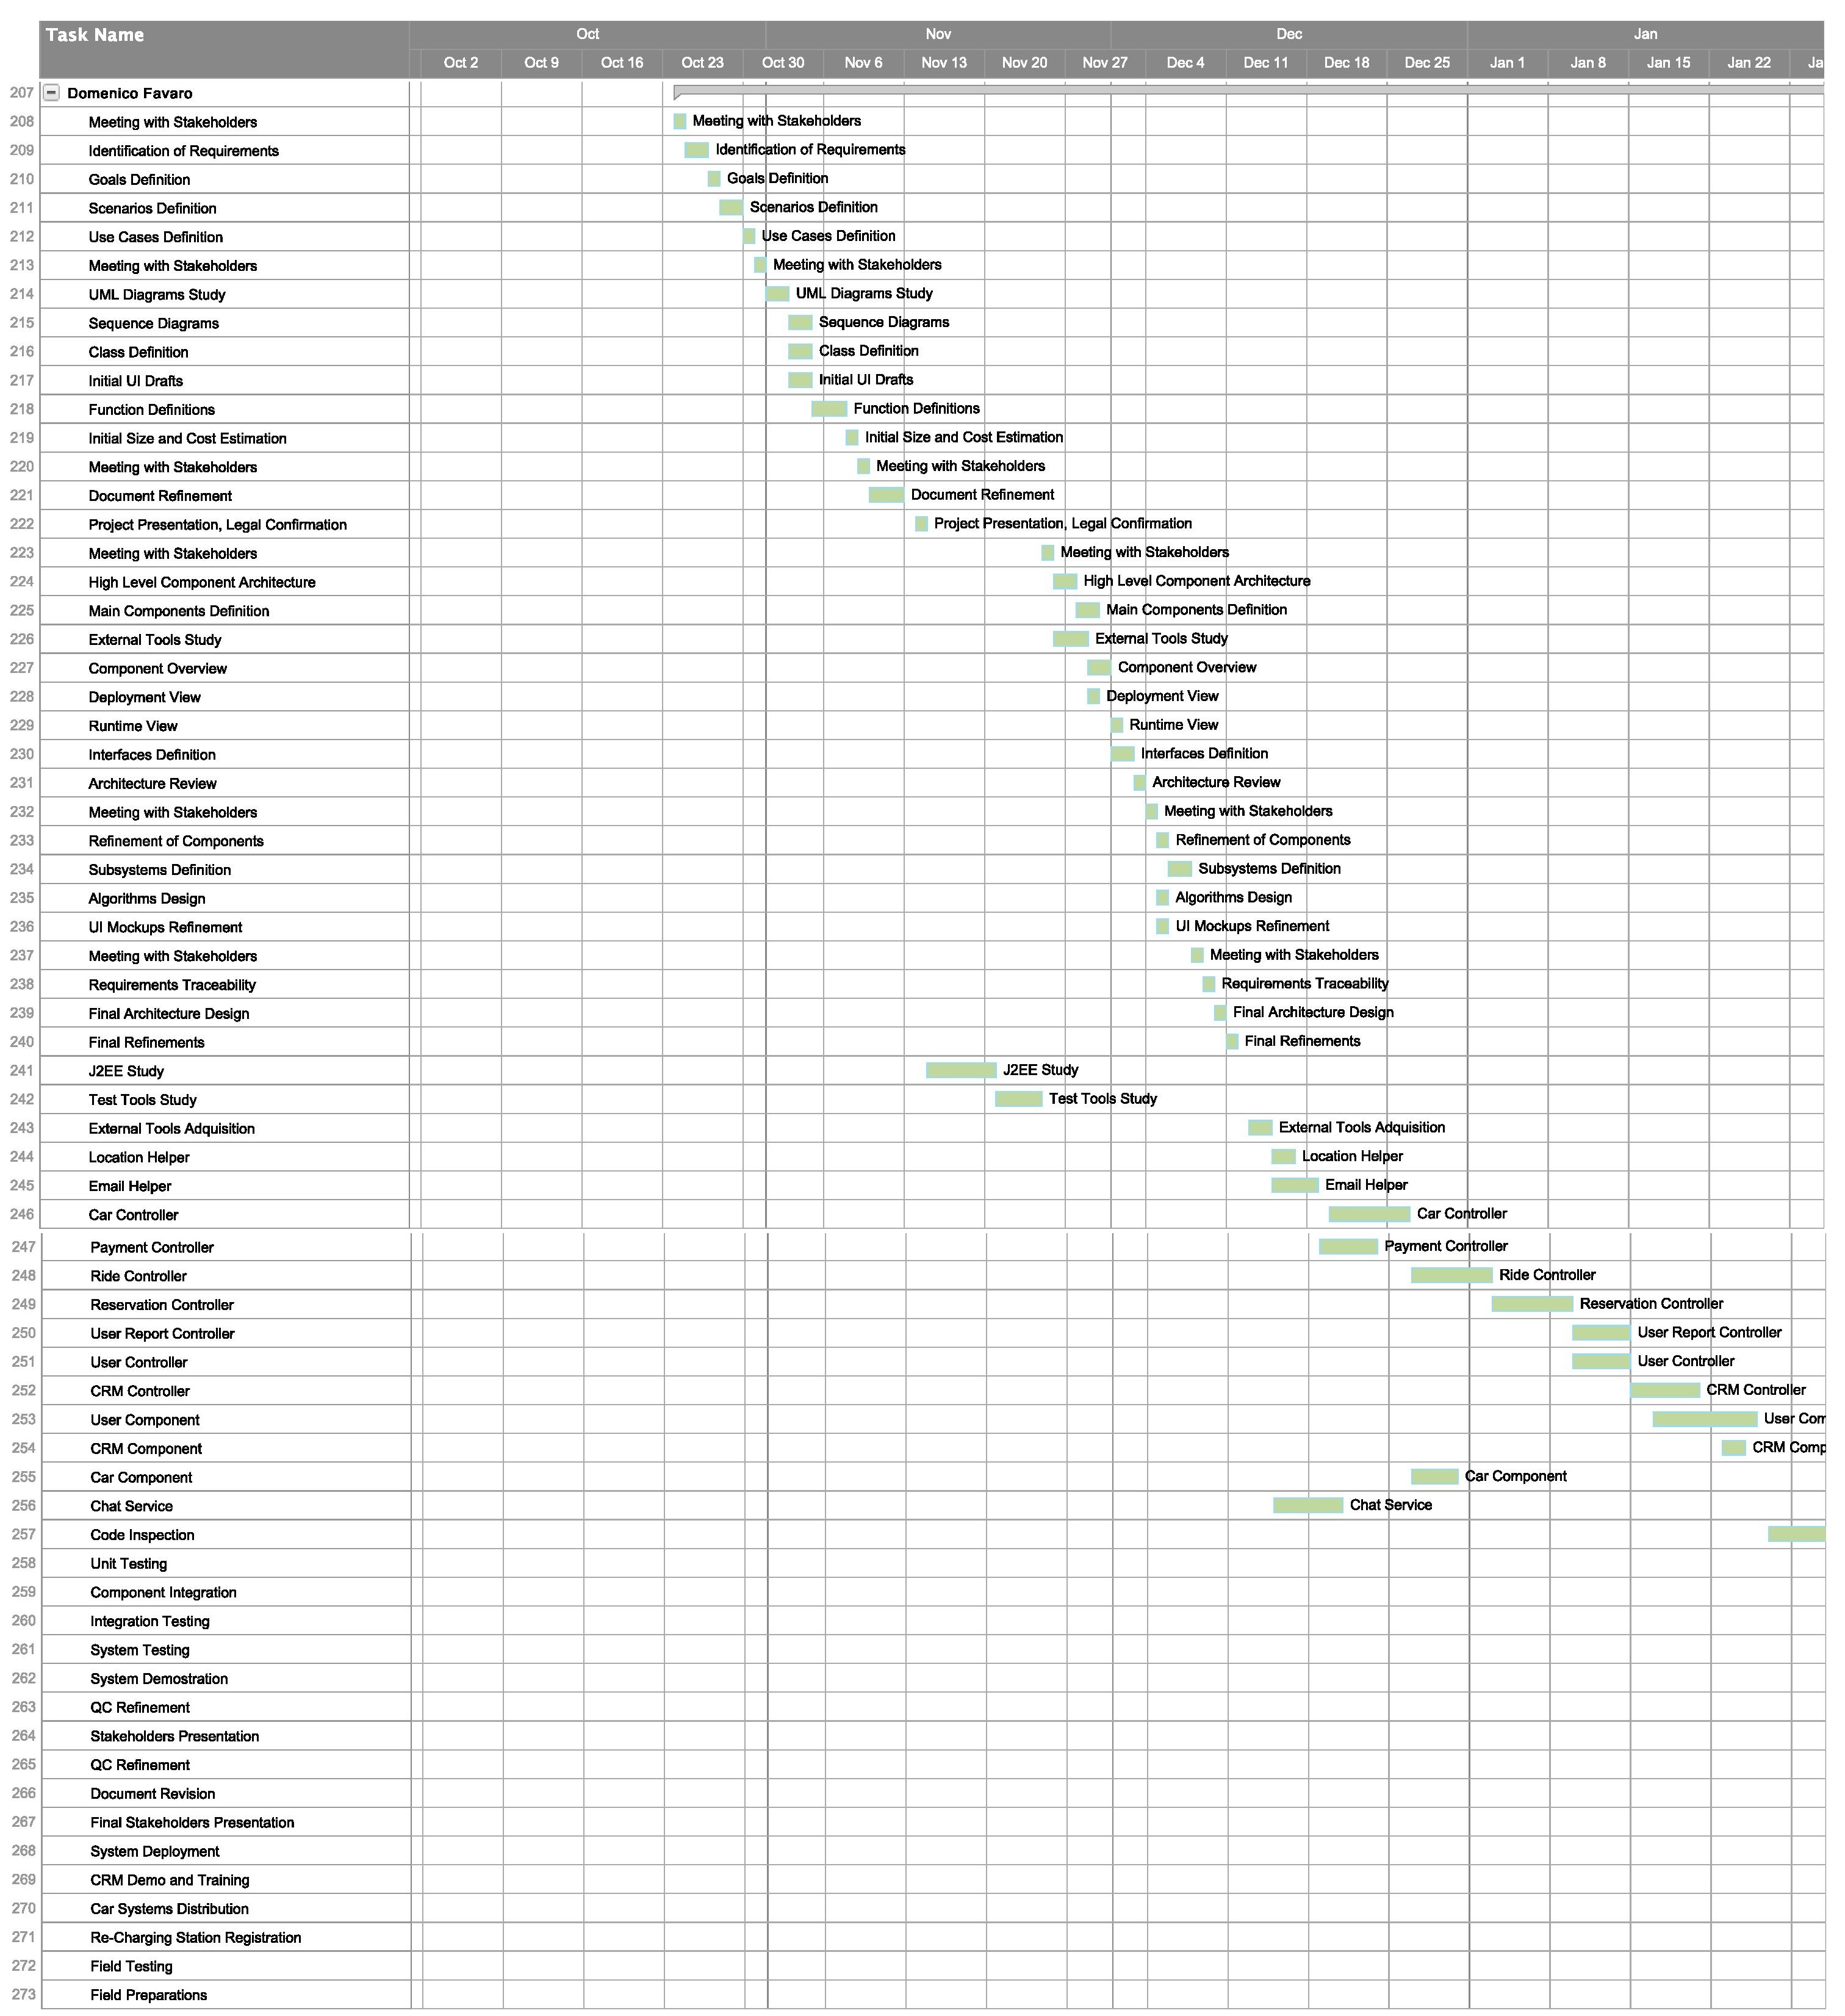 Task Name
Oct Nov Dec Jan
Oct 2 Oct 9 Oct 16 Oct 23 Oct 30 Nov 6 Nov 13 Nov 20 Nov 27 Dec 4 Dec 11 Dec 18 Dec 25 Jan 1 Jan 8 Jan 15 Jan 22 Ja
207 Domenico Favaro
208 Meeting with Stakeholders Meeting with Stakeholders
209 Identification of Requirements Identification of Requirements
210 Goals Definition Goals Definition
211 Scenarios Definition Scenarios Definition
212 Use Cases Definition Use Cases Definition
213 Meeting with Stakeholders Meeting with Stakeholders
214 UML Diagrams Study UML Diagrams Study
215 Sequence Diagrams Sequence Diagrams
216 Class Definition Class Definition
217 Initial UI Drafts Initial UI Drafts
218 Function Definitions Function Definitions
219 Initial Size and Cost Estimation Initial Size and Cost Estimation
220 Meeting with Stakeholders Meeting with Stakeholders
221 Document Refinement Document Refinement
222 Project Presentation, Legal Confirmation Project Presentation, Legal Confirmation
223 Meeting with Stakeholders Meeting with Stakeholders
224 High Level Component Architecture High Level Component Architecture
225 Main Components Definition Main Components Definition
226 External Tools Study External Tools Study
227 Component Overview Component Overview
228 Deployment View Deployment View
229 Runtime View Runtime View
230 Interfaces Definition Interfaces Definition
231 Architecture Review Architecture Review
232 Meeting with Stakeholders Meeting with Stakeholders
233 Refinement of Components Refinement of Components
234 Subsystems Definition Subsystems Definition
235 Algorithms Design Algorithms Design
236 UI Mockups Refinement UI Mockups Refinement
237 Meeting with Stakeholders Meeting with Stakeholders
238 Requirements Traceability Requirements Traceability
239 Final Architecture Design Final Architecture Design
240 Final Refinements Final Refinements
241 J2EE Study J2EE Study
242 Test Tools Study Test Tools Study
243 External Tools Adquisition External Tools Adquisition
244 Location Helper Location Helper
245 Email Helper Email Helper
246 Car Controller Car Controller
247 Payment Controller Payment Controller
248 Ride Controller Ride Controller
249 Reservation Controller Reservation Controller
250 User Report Controller User Report Controller
251 User Controller User Controller
252 CRM Controller CRM Controller
253 User Component User Com
254 CRM Component CRM Comp
255 Car Component Car Component
256 Chat Service Chat Service
257 Code Inspection
258 Unit Testing
259 Component Integration
260 Integration Testing
261 System Testing
262 System Demostration
263 QC Refinement
264 Stakeholders Presentation
265 QC Refinement
266 Document Revision
267 Final Stakeholders Presentation
268 System Deployment
269 CRM Demo and Training
270 Car Systems Distribution
271 Re-Charging Station Registration
272 Field Testing
273 Field Preparations